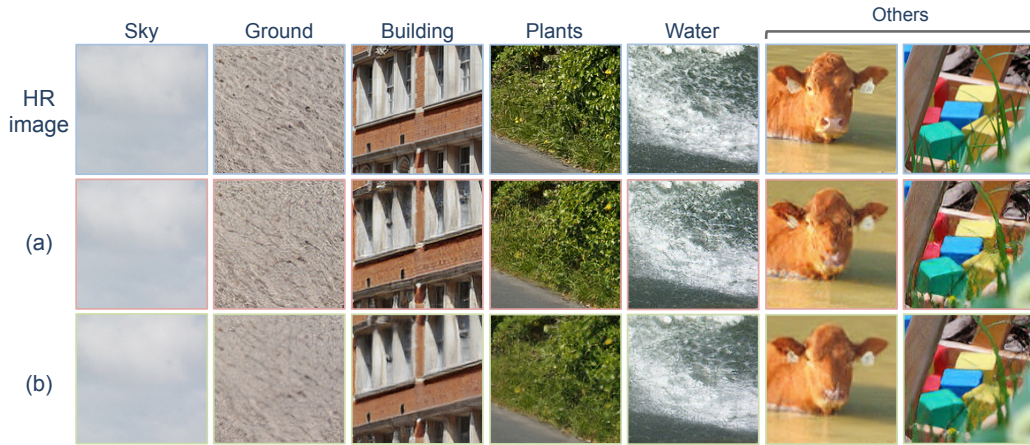 Others
Sky Ground Building Plants Water
HR
image
(a)
(b)